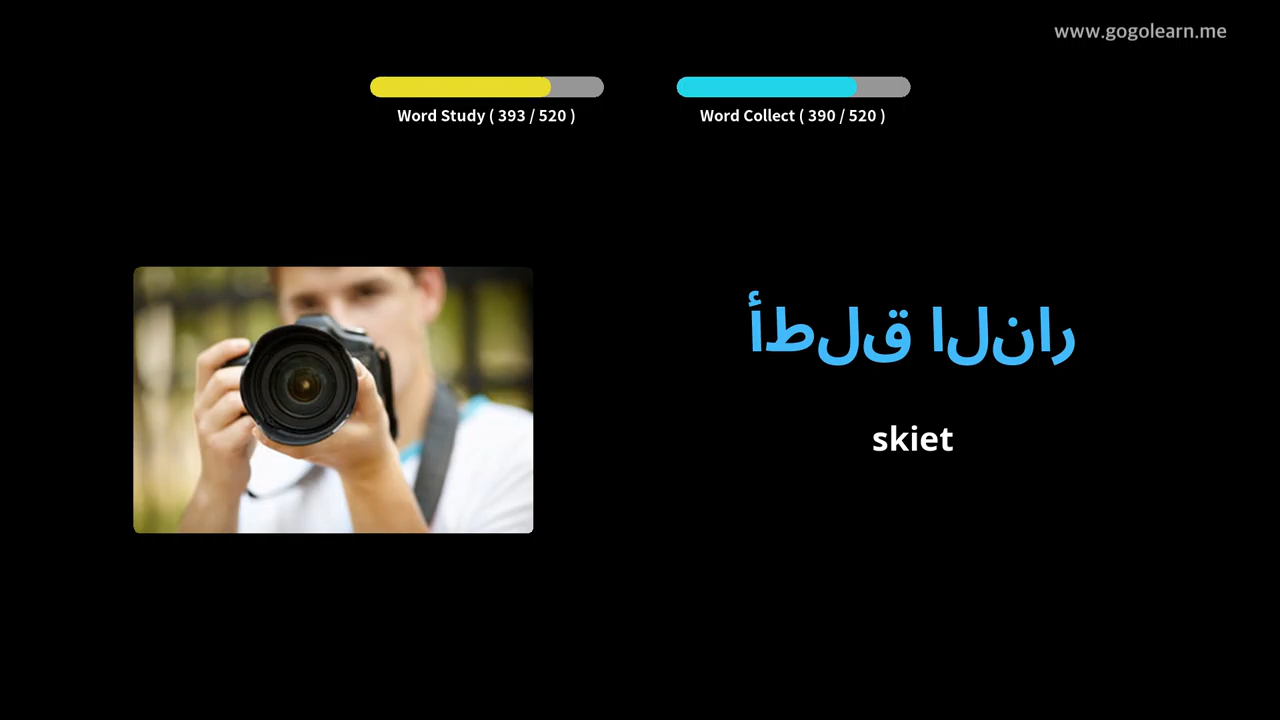 www.gogolearn.me
Word Study ( 393 / 520 )
Word Collect ( 390 / 520 )
أطلق النار
skiet